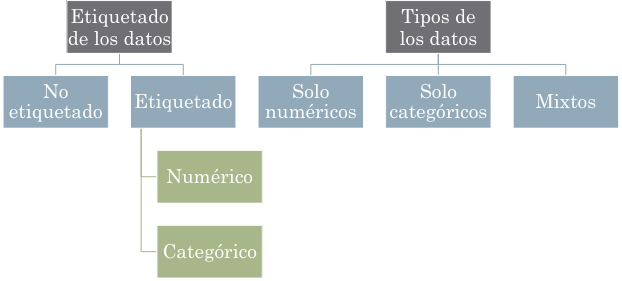 Etiquetado
de los datos
No
etiquetado
Etiquetado
Numérico
Categórico
Tipos de
los datos
Solo
numéricos
Solo
categóricos
Mixtos